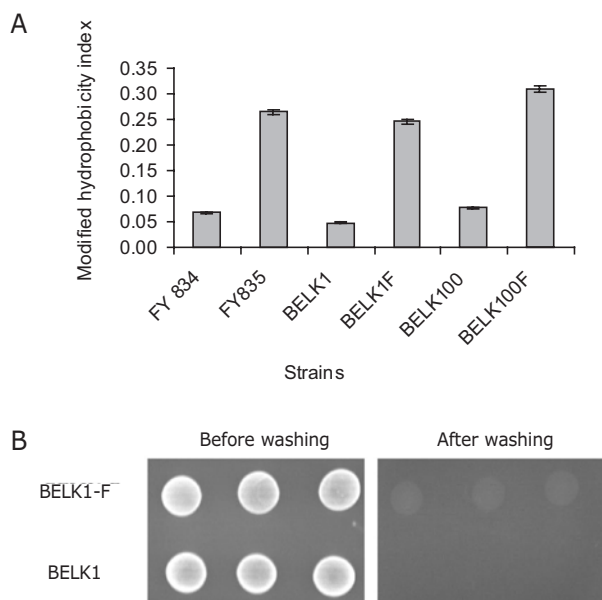 A
Modified hydrophobicity index
0.35
0.30
0.25
0.20
0.15
0.10
0.05
0.00
FY 834
FY835
BELK1
BELK1F
BELK100
BELK100F
Strains
B
Before washing
After washing
BELK1-F
BELK1